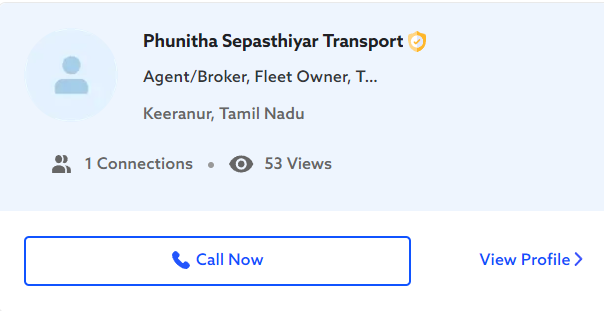 Phunitha Sepasthiyar Transport
Agent/Broker, Fleet Owner, T...
Keeranur, Tamil Nadu
1 Connections • 53 Views
Call Now
View Profile